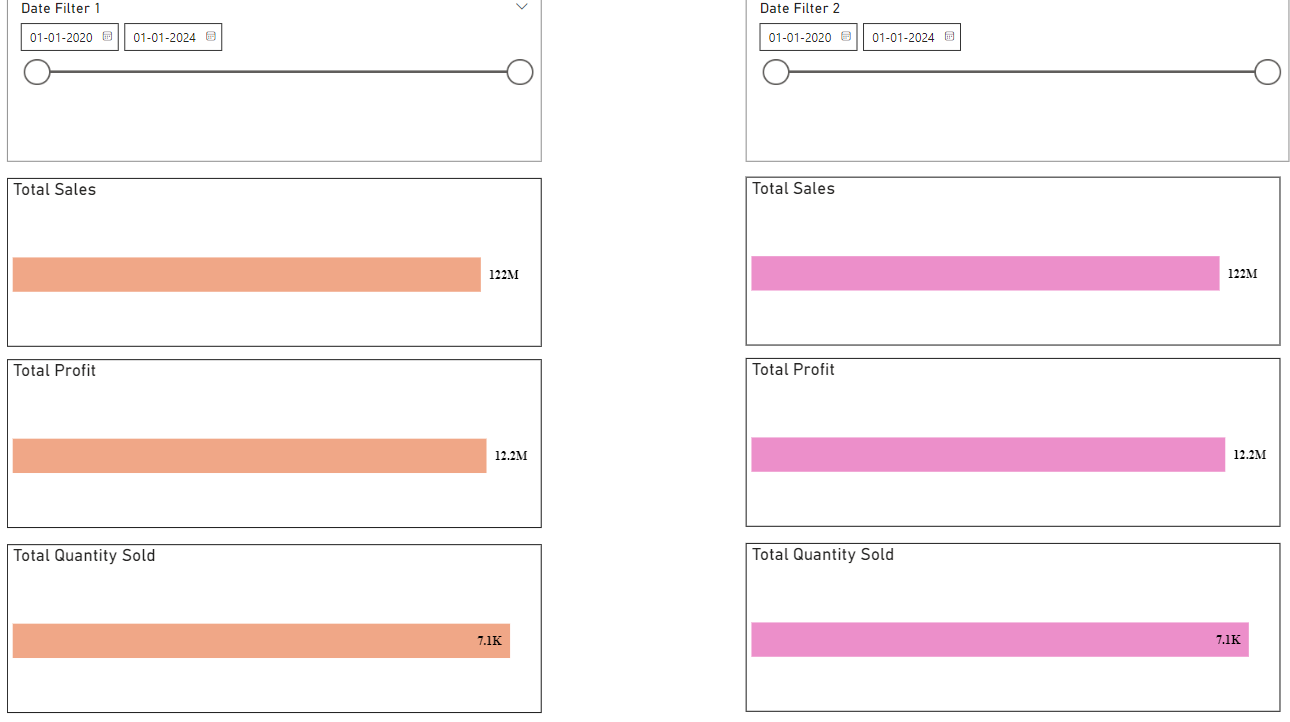 Date Filter 1
01-01-2020 01-01-2024
Total Sales
122M
Total Profit
12.2M
Total Quantity Sold
7.1K
Date Filter 2
01-01-2020 01-01-2024
Total Sales
122M
Total Profit
12.2M
Total Quantity Sold
7.1K